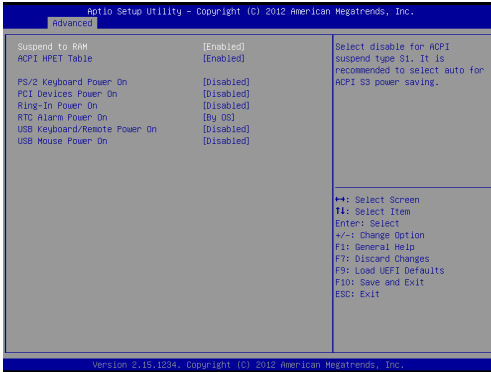 Aptio Setup Utility – Copyright (C) 2012 American Megatrends, Inc.
Advanced
Suspend to RAM [Enabled]
ACPI HPET Table [Enabled]
PS/2 Keyboard Power On [Disabled]
PCI Devices Power On [Disabled]
Ring-In Power On [Disabled]
RTC Alarm Power On [By OS]
USB Keyboard/Remote Power On [Disabled]
USB Mouse Power On [Disabled]
Select disable for ACPI
suspend type S1. It is
recommended to select auto for
ACPI S3 power saving.
↔: Select Screen
↑↓: Select Item
Enter: Select
+/-: Change Option
F1: General Help
F7: Discard Changes
F9: Load UEFI Defaults
F10: Save and Exit
ESC: Exit
Version 2.15.1234. Copyright (C) 2012 American Megatrends, Inc.